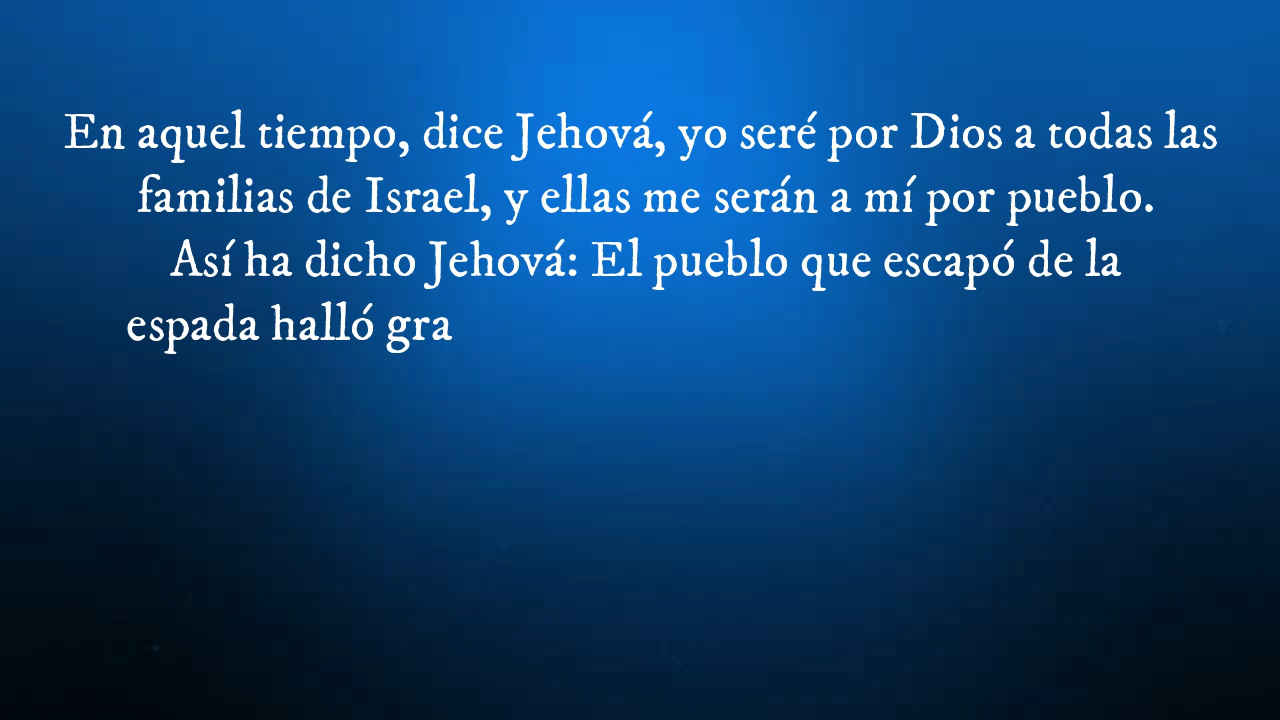 En aquel tiempo, dice Jehová, yo seré por Dios a todas las
familias de Israel, y ellas me serán a mí por pueblo.
Así ha dicho Jehová: El pueblo que escapó de la
espada halló gra